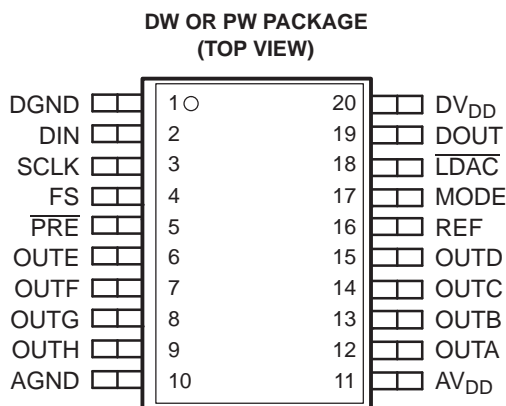 DW OR PW PACKAGE
(TOP VIEW)
DGND 1 20 DVDD
DIN 2 19 DOUT
SCLK 3 18 LDAC
FS 4 17 MODE
PRE 5 16 REF
OUTE 6 15 OUTD
OUTF 7 14 OUTC
OUTG 8 13 OUTB
OUTH 9 12 OUTA
AGND 10 11 AVDD